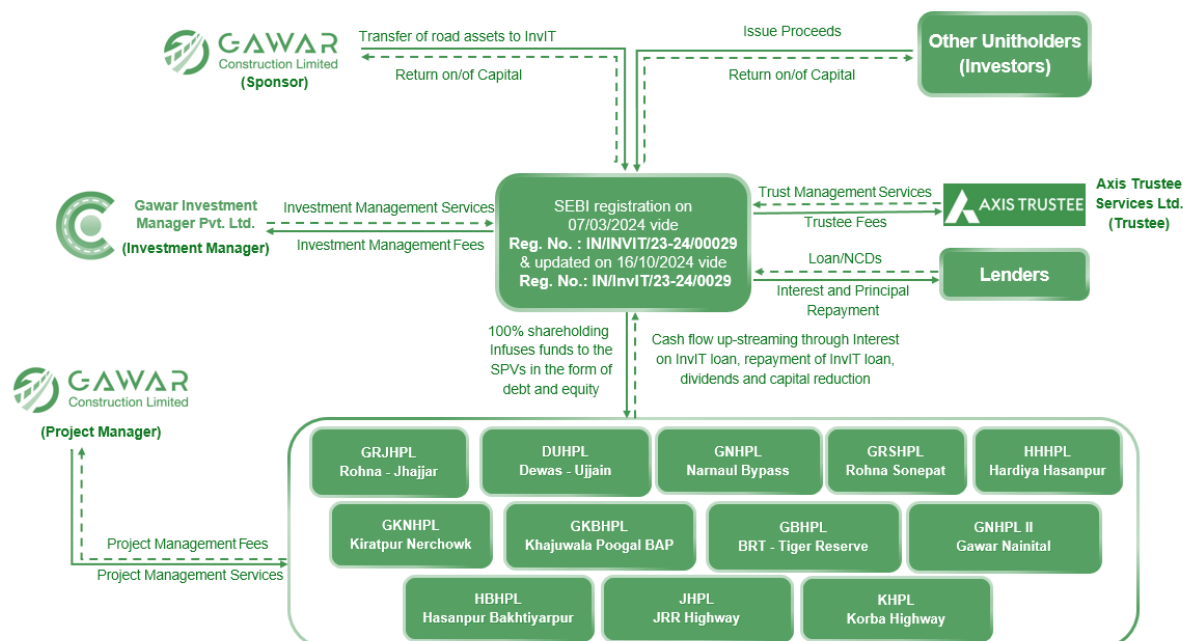 GAWAR
Construction Limited
(Sponsor)
Transfer of road assets to InvIT
Return on/of Capital
Issue Proceeds
Return on/of Capital
Other Unitholders
(Investors)
Gawar Investment
Manager Pvt. Ltd.
(Investment Manager)
Investment Management Services
Investment Management Fees
SEBI registration on
07/03/2024 vide
Reg. No. : IN/INVIT/23-24/00029
& updated on 16/10/2024 vide
Reg. No.: IN/InvIT/23-24/0029
Trust Management Services
Trustee Fees
AXIS TRUSTEE
Axis Trustee
Services Ltd.
(Trustee)
Loan/NCDs
Interest and Principal
Repayment
Lenders
100% shareholding
Infuses funds to the
SPVs in the form of
debt and equity
Cash flow up-streaming through Interest
on InvIT loan, repayment of InvIT loan,
dividends and capital reduction
GAWAR
Construction Limited
(Project Manager)
Project Management Fees
Project Management Services
GRJHPL
Rohna - Jhajjar
DUHPL
Dewas - Ujjain
GNHPL
Narnaul Bypass
GRSHPL
Rohna Sonepat
HHHPL
Hardiya Hasanpur
GKNHPL
Kiratpur Nerchowk
GKBHPL
Khajuwala Poogal BAP
GBHPL
BRT - Tiger Reserve
GNHPL II
Gawar Nainital
HBHPL
Hasanpur Bakhtiyarpur
JHPL
JRR Highway
KHPL
Korba Highway